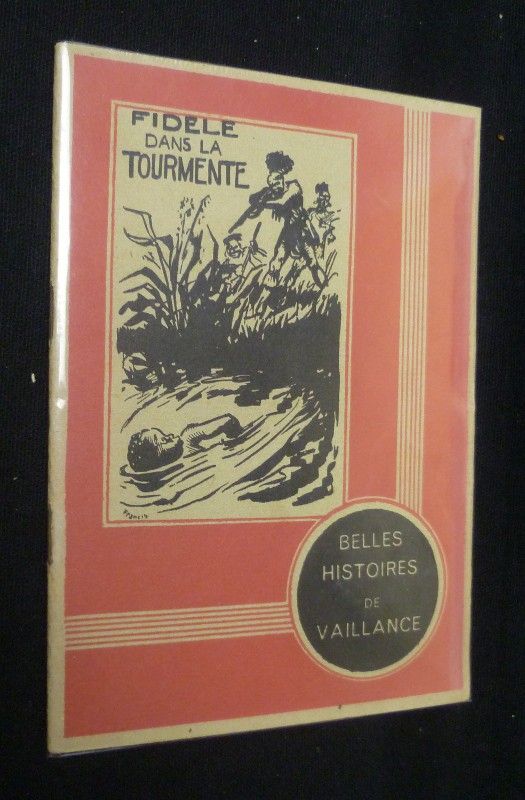 FIDELE
DANS LA
TOURMENTE
BELLES
HISTOIRES
DE
VAILLANCE